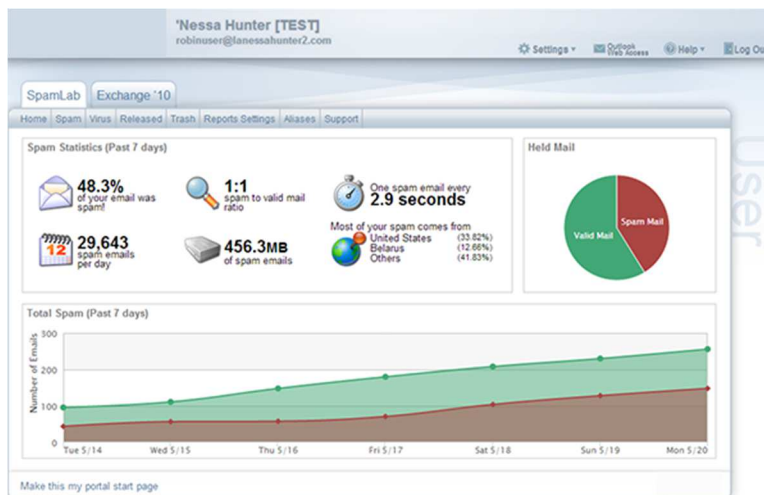 'Nessa Hunter [TEST]
robinuser@lanessahunter2.com
Settings Outlook Web Access Help Log Ou
SpamLab Exchange '10
Home Spam Virus Released Trash Reports Settings Aliases Support
Spam Statistics (Past 7 days)
48.3%
of your email was
spam!
1:1
spam to valid mail
ratio
One spam email every
2.9 seconds
29,643
spam emails
per day
456.3MB
of spam emails
Most of your spam comes from
United States (33.82%)
Belarus (12.66%)
Others (41.83%)
Held Mail
Valid Mail
Spam Mail
User
Total Spam (Past 7 days)
Number of Emails
300
200
100
0
Tue 5/14 Wed 5/15 Thu 5/16 Fri 5/17 Sat 5/18 Sun 5/19 Mon 5/20
Make this my portal start page